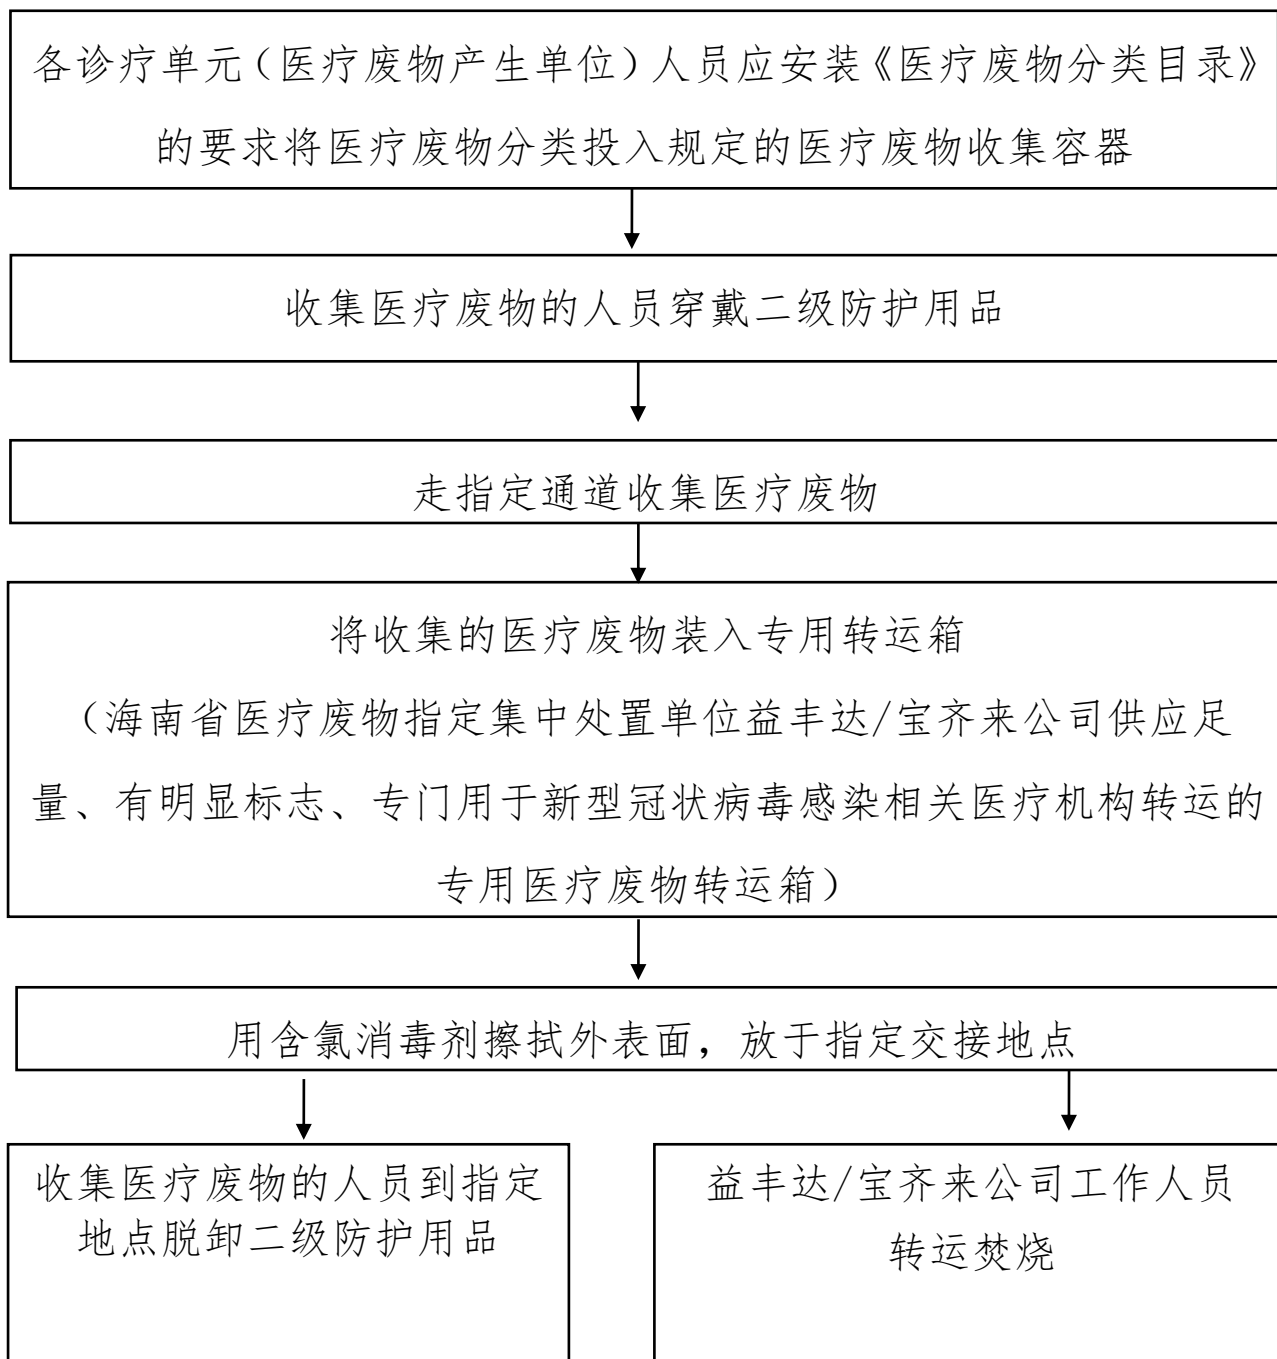 各诊疗单元（医疗废物产生单位）人员应安装《医疗废物分类目录》
的要求将医疗废物分类投入规定的医疗废物收集容器
收集医疗废物的人员穿戴二级防护用品
走指定通道收集医疗废物
将收集的医疗废物装入专用转运箱
（海南省医疗废物指定集中处置单位益丰达/宝齐来公司供应足
量、有明显标志、专门用于新型冠状病毒感染相关医疗机构转运的
专用医疗废物转运箱）
用含氯消毒剂擦拭外表面，放于指定交接地点
收集医疗废物的人员到指定
地点脱卸二级防护用品
益丰达/宝齐来公司工作人员
转运焚烧